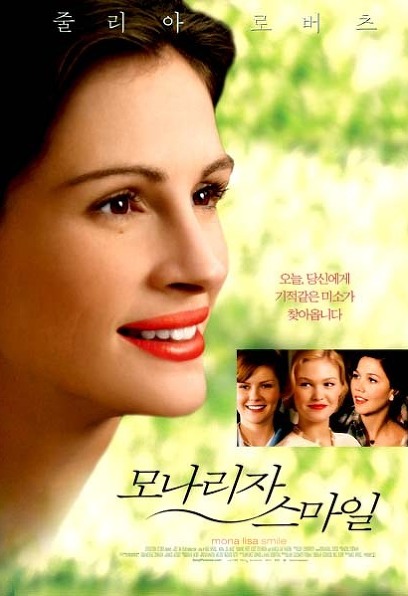 줄리아 로버츠
오늘, 당신에게
기적같은 미소가
찾아옵니다
모나리자
스마일
mona lisa smile